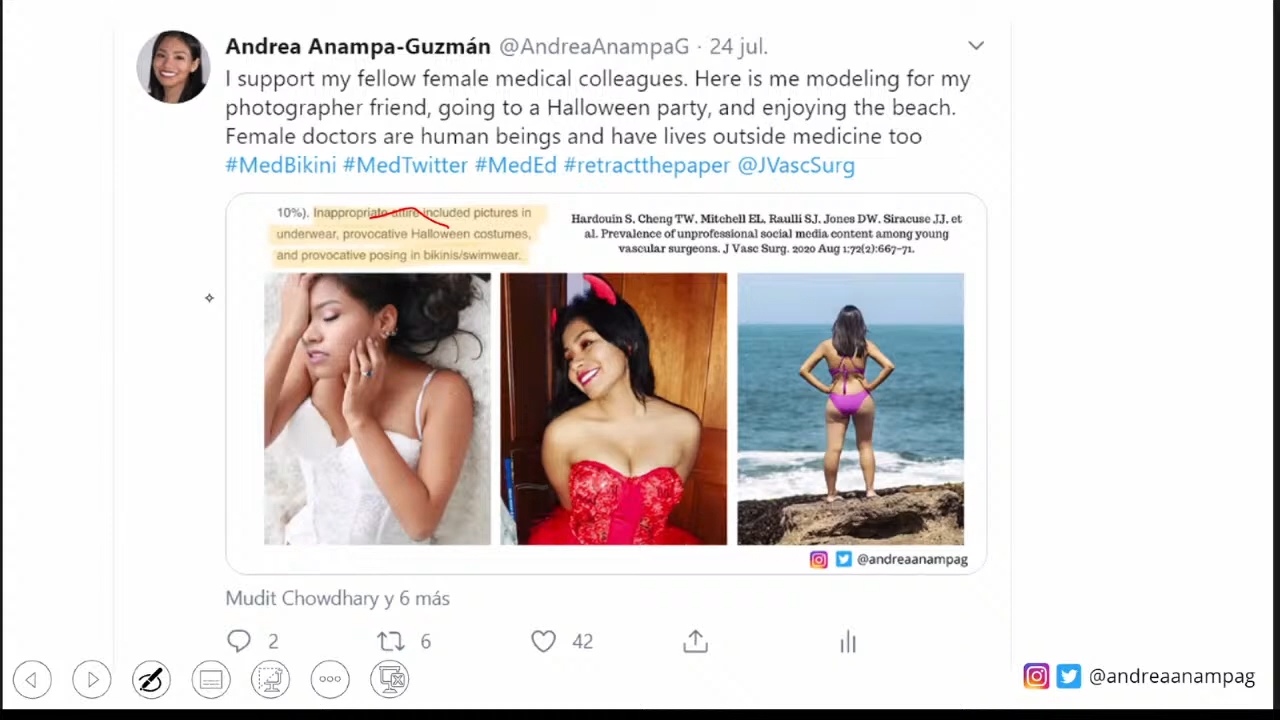 Andrea Anampa-Guzmán @AndreaAnampaG · 24 jul.
I support my fellow female medical colleagues. Here is me modeling for my
photographer friend, going to a Halloween party, and enjoying the beach.
Female doctors are human beings and have lives outside medicine too
#MedBikini #MedTwitter #MedEd #retractthepaper @JVascSurg
10%). Inappropriate attire included pictures in
underwear, provocative Halloween costumes,
and provocative posing in bikinis/swimwear.
Hardouin S, Cheng TW, Mitchell EL, Raulli SJ, Jones DW, Siracuse JJ, et
al. Prevalence of unprofessional social media content among young
vascular surgeons. J Vasc Surg. 2020 Aug 1;72(2):667–71.
@andreaanampag
Mudit Chowdhary y 6 más
2 6 42
@andreaanampag